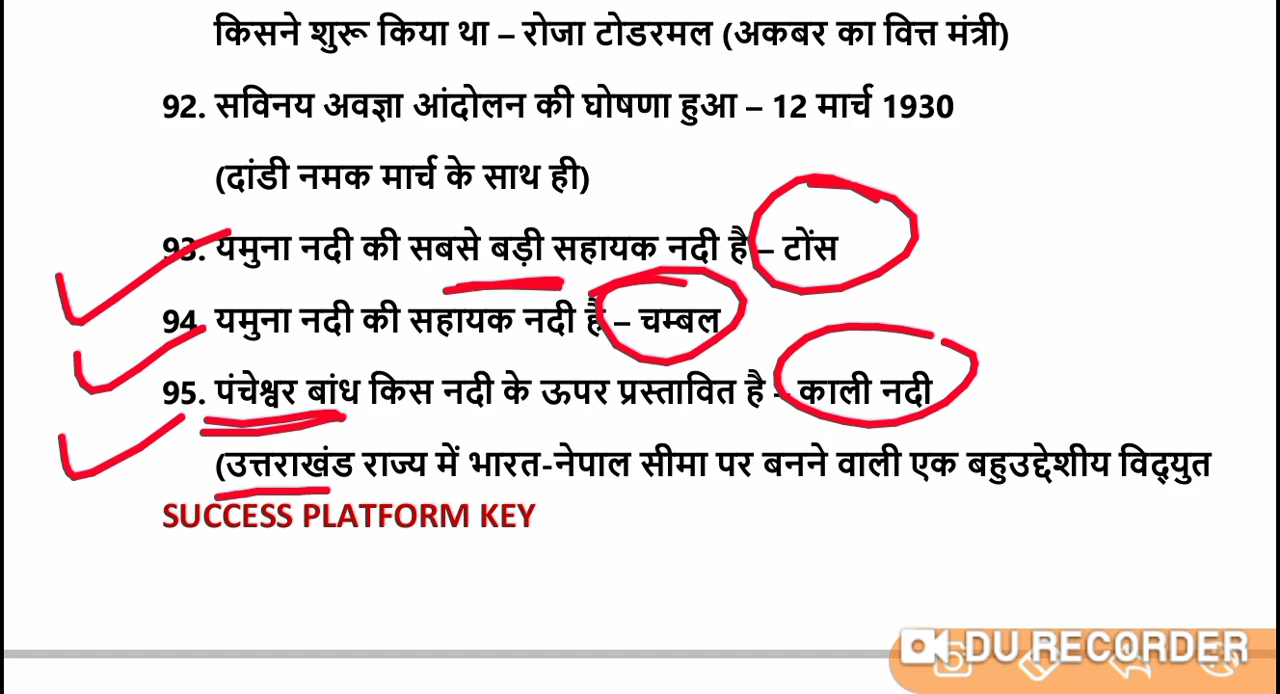 किसने शुरू किया था – रोजा टोडरमल (अकबर का वित्त मंत्री)
92. सविनय अवज्ञा आंदोलन की घोषणा हुआ – 12 मार्च 1930
(दांडी नमक मार्च के साथ ही)
93. यमुना नदी की सबसे बड़ी सहायक नदी है – टोंस
94. यमुना नदी की सहायक नदी है – चम्बल
95. पंचेश्वर बांध किस नदी के ऊपर प्रस्तावित है – काली नदी
(उत्तराखंड राज्य में भारत-नेपाल सीमा पर बनने वाली एक बहुउद्देशीय विद्युत
SUCCESS PLATFORM KEY
DU RECORDER